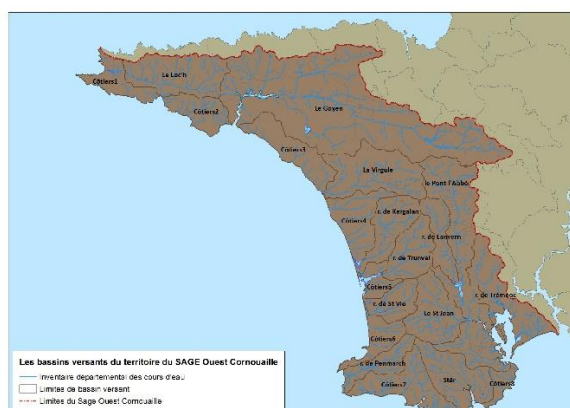 Côtiers1
Le Loc'h
Côtiers2
Le Goyen
Côtiers3
La Virgule
le Pont l'Abbé
r. de Kergalan
Côtiers4
r. de Lanvern
r. de Trunvel
Côtiers5
r. de Tréméoc
r. de St Vio
Le St Jean
Côtiers6
r. de Penmarch
Côtiers7
Stêr
Côtiers8
Les bassins versants du territoire du SAGE Ouest Cornouaille
Inventaire départemental des cours d'eau
Limites de bassin versant
Limites du Sage Ouest Cornouaille